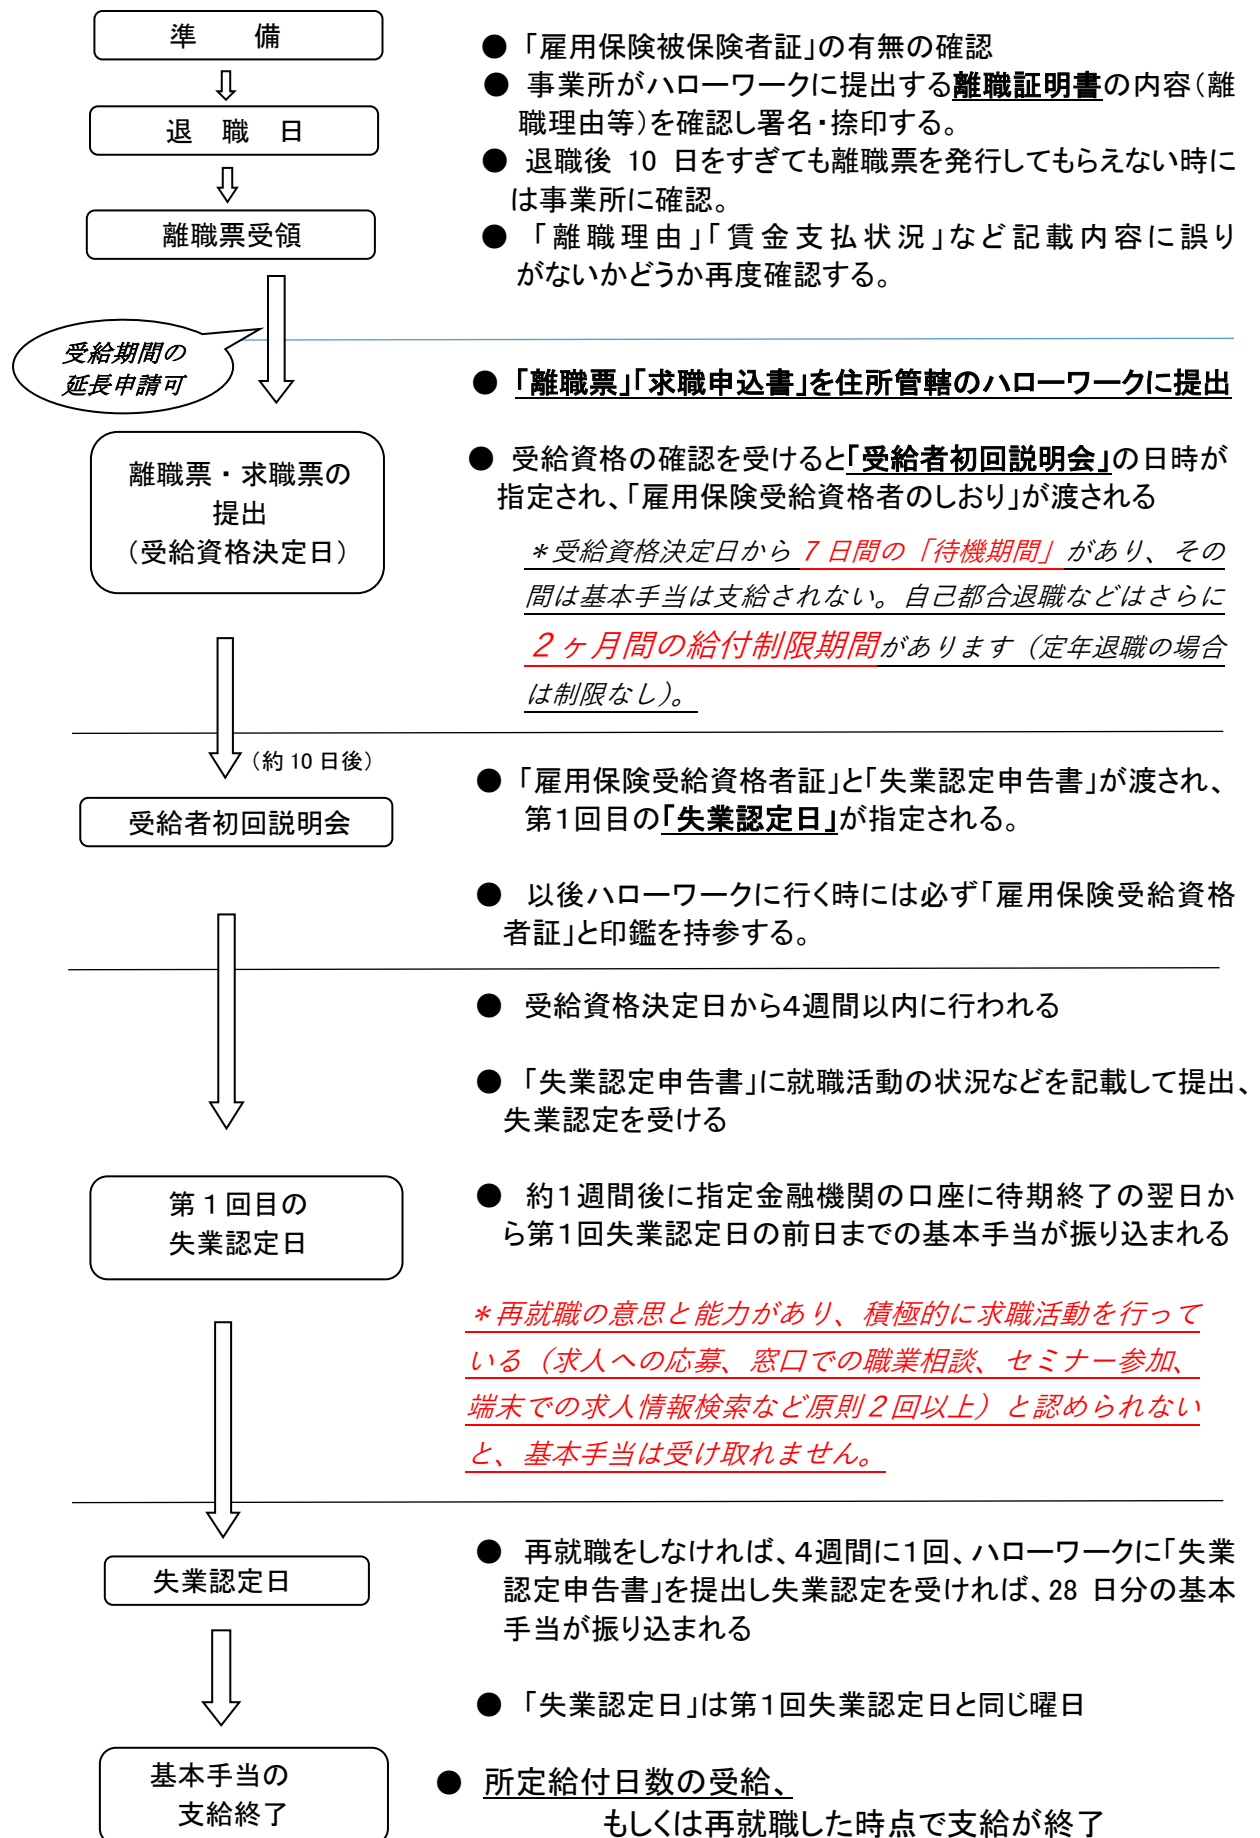 準　備
● 「雇用保険被保険者証」の有無の確認
● 事業所がハローワークに提出する離職証明書の内容（離
職理由等）を確認し署名・捺印する。
退　職　日
● 退職後 10 日をすぎても離職票を発行してもらえない時に
は事業所に確認。
離職票受領
● 「離職理由」「賃金支払状況」など記載内容に誤り
がないかどうか再度確認する。
受給期間の
延長申請可
● 「離職票」「求職申込書」を住所管轄のハローワークに提出
離職票・求職票の
提出
（受給資格決定日）
● 受給資格の確認を受けると「受給者初回説明会」の日時が
指定され、「雇用保険受給資格者のしおり」が渡される
＊受給資格決定日から 7 日間の「待機期間」があり、その
間は基本手当は支給されない。自己都合退職などはさらに
２ヶ月間の給付制限期間があります（定年退職の場合
は制限なし）。
（約 10 日後）
受給者初回説明会
● 「雇用保険受給資格者証」と「失業認定申告書」が渡され、
第１回目の「失業認定日」が指定される。
● 以後ハローワークに行く時には必ず「雇用保険受給資格
者証」と印鑑を持参する。
● 受給資格決定日から４週間以内に行われる
● 「失業認定申告書」に就職活動の状況などを記載して提出、
失業認定を受ける
第１回目の
失業認定日
● 約１週間後に指定金融機関の口座に待期終了の翌日か
ら第１回失業認定日の前日までの基本手当が振り込まれる
＊再就職の意思と能力があり、積極的に求職活動を行って
いる（求人への応募、窓口での職業相談、セミナー参加、
端末での求人情報検索など原則２回以上）と認められない
と、基本手当は受け取れません。
失業認定日
● 再就職をしなければ、４週間に１回、ハローワークに「失業
認定申告書」を提出し失業認定を受ければ、28 日分の基本
手当が振り込まれる
● 「失業認定日」は第１回失業認定日と同じ曜日
基本手当の
支給終了
● 所定給付日数の受給、
もしくは再就職した時点で支給が終了